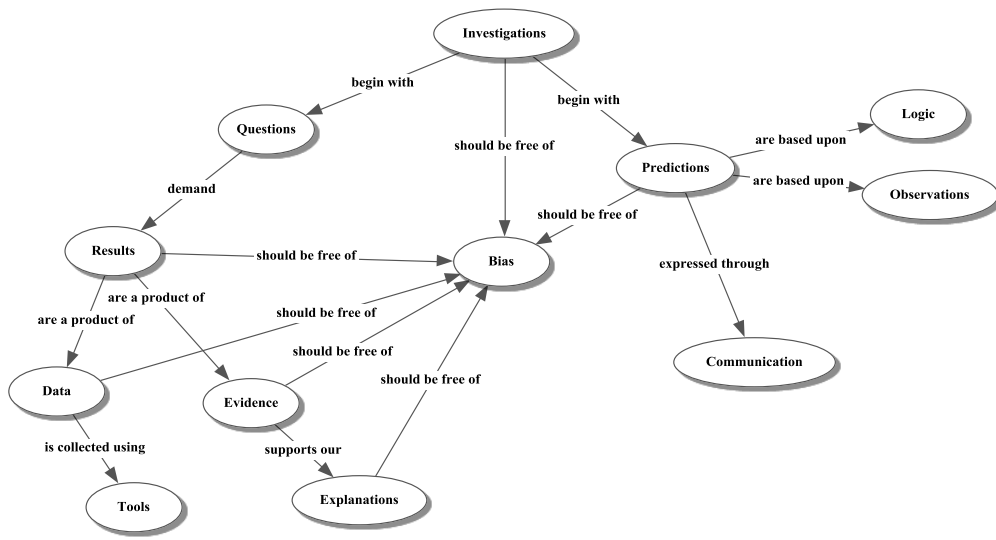 Investigations
begin with
begin with
Logic
Questions
are based upon
should be free of
Predictions
are based upon
demand
Observations
should be free of
Results
should be free of
Bias
expressed through
are a product of
should be free of
are a product of
should be free of
Communication
should be free of
Data
Evidence
is collected using
supports our
Explanations
Tools